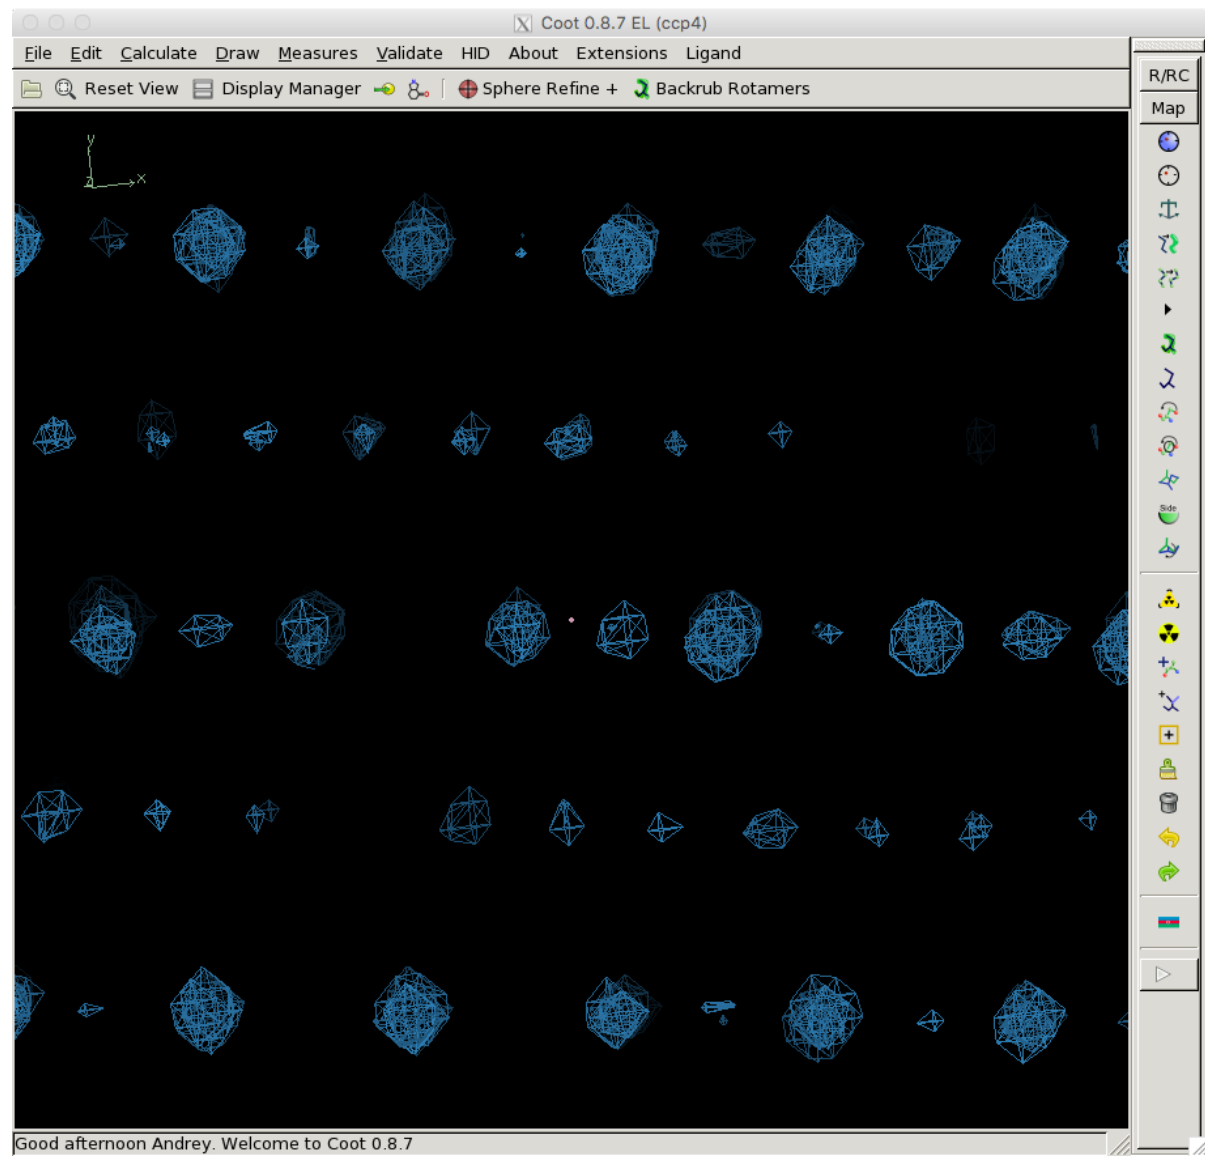 Coot 0.8.7 EL (ccp4)
File Edit Calculate Draw Measures Validate HID About Extensions Ligand
Reset View Display Manager Sphere Refine + Backrub Rotamers
R/RC
Map
y
z x
Side
Good afternoon Andrey. Welcome to Coot 0.8.7